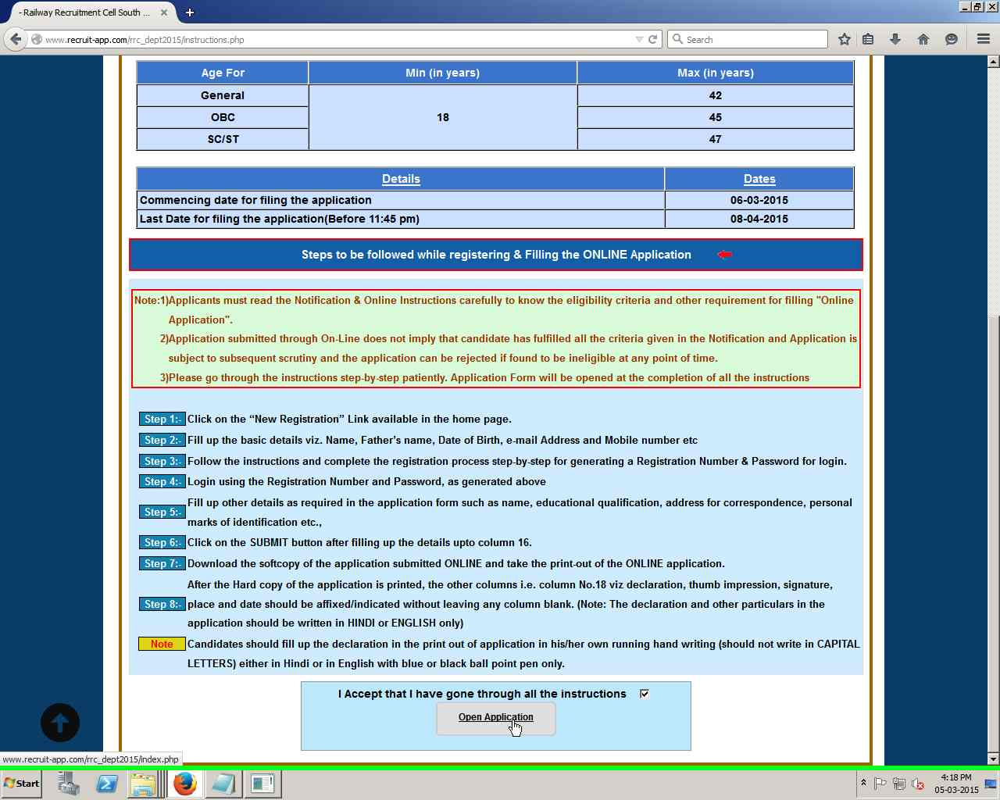 - Railway Recruitment Cell South ...
www.recruit-app.com/rrc_dept2015/instructions.php
Search
Age For Min (in years) Max (in years)
General 42
OBC 18 45
SC/ST 47
Details Dates
Commencing date for filing the application 06-03-2015
Last Date for filing the application(Before 11:45 pm) 08-04-2015
Steps to be followed while registering & Filling the ONLINE Application
Note:1)Applicants must read the Notification & Online Instructions carefully to know the eligibility criteria and other requirement for filling "Online
Application".
2)Application submitted through On-Line does not imply that candidate has fulfilled all the criteria given in the Notification and Application is
subject to subsequent scrutiny and the application can be rejected if found to be ineligible at any point of time.
3)Please go through the instructions step-by-step patiently. Application Form will be opened at the completion of all the instructions
Step 1:- Click on the “New Registration” Link available in the home page.
Step 2:- Fill up the basic details viz. Name, Father's name, Date of Birth, e-mail Address and Mobile number etc
Step 3:- Follow the instructions and complete the registration process step-by-step for generating a Registration Number & Password for login.
Step 4:- Login using the Registration Number and Password, as generated above
Step 5:- Fill up other details as required in the application form such as name, educational qualification, address for correspondence, personal
marks of identification etc.,
Step 6:- Click on the SUBMIT button after filling up the details upto column 16.
Step 7:- Download the softcopy of the application submitted ONLINE and take the print-out of the ONLINE application.
After the Hard copy of the application is printed, the other columns i.e. column No.18 viz declaration, thumb impression, signature,
Step 8:- place and date should be affixed/indicated without leaving any column blank. (Note: The declaration and other particulars in the
application should be written in HINDI or ENGLISH only)
Note Candidates should fill up the declaration in the print out of application in his/her own running hand writing (should not write in CAPITAL
LETTERS) either in Hindi or in English with blue or black ball point pen only.
I Accept that I have gone through all the instructions
Open Application
www.recruit-app.com/rrc_dept2015/index.php
Start
4:18 PM
05-03-2015